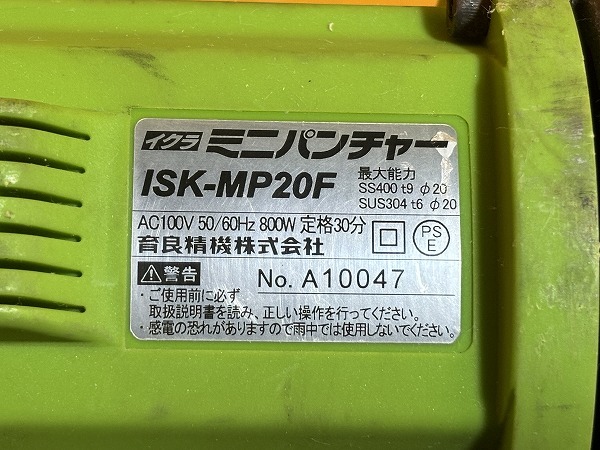 イクラ ミニパンチャー
ISK-MP20F
最大能力
SS400 t9 φ20
SUS304 t6 φ20
AC100V 50/60Hz 800W 定格30分
育良精機株式会社
PS
E
⚠警告 No. A10047
・ご使用前に必ず
取扱説明書を読み、正しい操作を行ってください。
・感電の恐れがありますので雨中では使用しないでください。